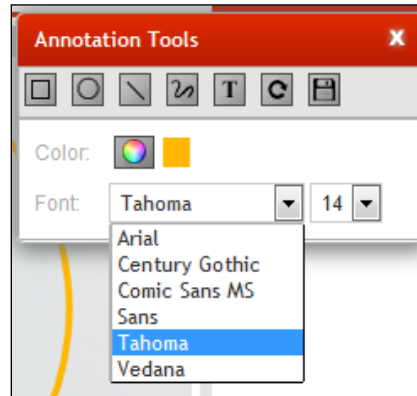 Annotation Tools x
T
Color:
Font: Tahoma 14
Arial
Century Gothic
Comic Sans MS
Sans
Tahoma
Vedana